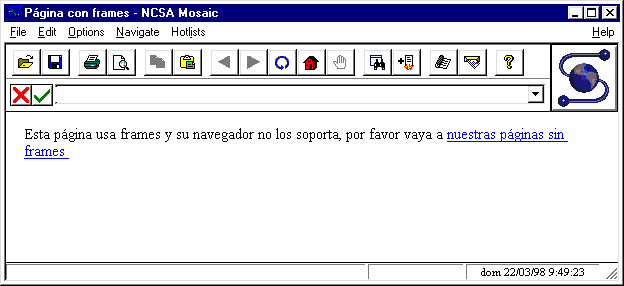 Página con frames - NCSA Mosaic
File Edit Options Navigate Hotlists Help
Esta página usa frames y su navegador no los soporta, por favor vaya a nuestras páginas sin
frames
dom 22/03/98 9:49:23